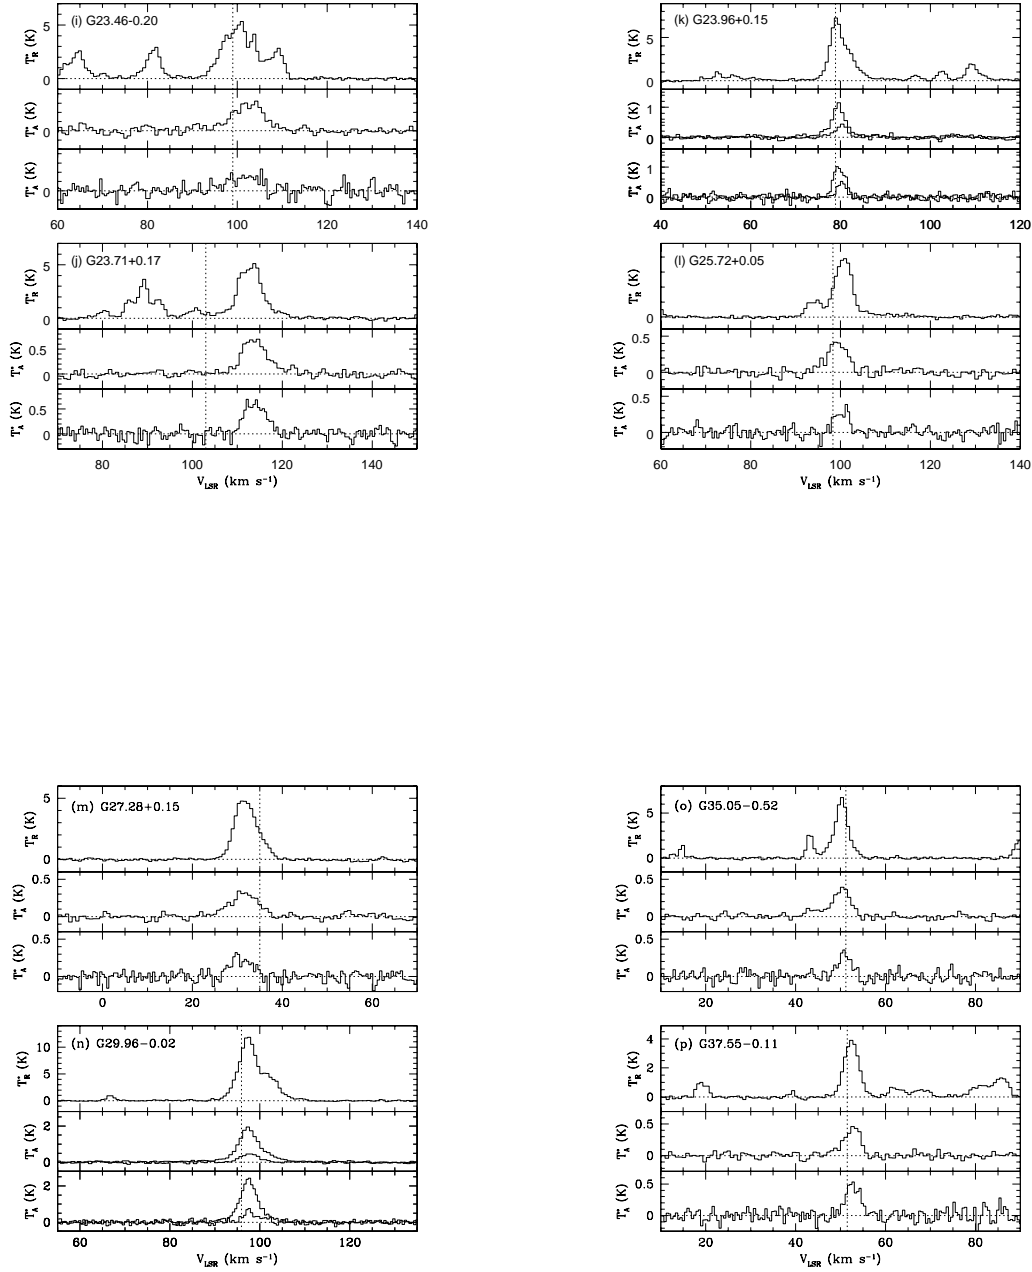 (i) G23.46-0.20
T*R (K)
5
0
T*A (K)
0
T*A (K)
0
60 80 100 120 140
(k) G23.96+0.15
T*R (K)
5
0
T*A (K)
1
0
T*A (K)
1
0
40 60 80 100 120
(j) G23.71+0.17
T*R (K)
5
0
T*A (K)
0.5
0
T*A (K)
0.5
0
80 100 120 140
VLSR (km s−1)
(l) G25.72+0.05
T*R (K)
0
T*A (K)
0.5
0
T*A (K)
0.5
0
60 80 100 120 140
VLSR (km s−1)
(m) G27.28+0.15
T*R (K)
5
0
T*A (K)
0.5
0
T*A (K)
0.5
0
0 20 40 60
(o) G35.05−0.52
T*R (K)
5
0
T*A (K)
0.5
0
T*A (K)
0.5
0
20 40 60 80
(n) G29.96−0.02
T*R (K)
10
5
0
T*A (K)
2
0
T*A (K)
2
0
60 80 100 120
VLSR (km s−1)
(p) G37.55−0.11
T*R (K)
4
2
0
T*A (K)
0.5
0
T*A (K)
0.5
0
20 40 60 80
VLSR (km s−1)